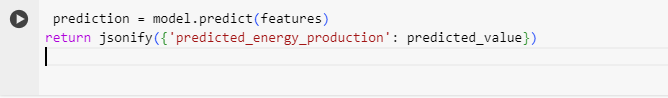 prediction = model.predict(features)
return jsonify({'predicted_energy_production': predicted_value})